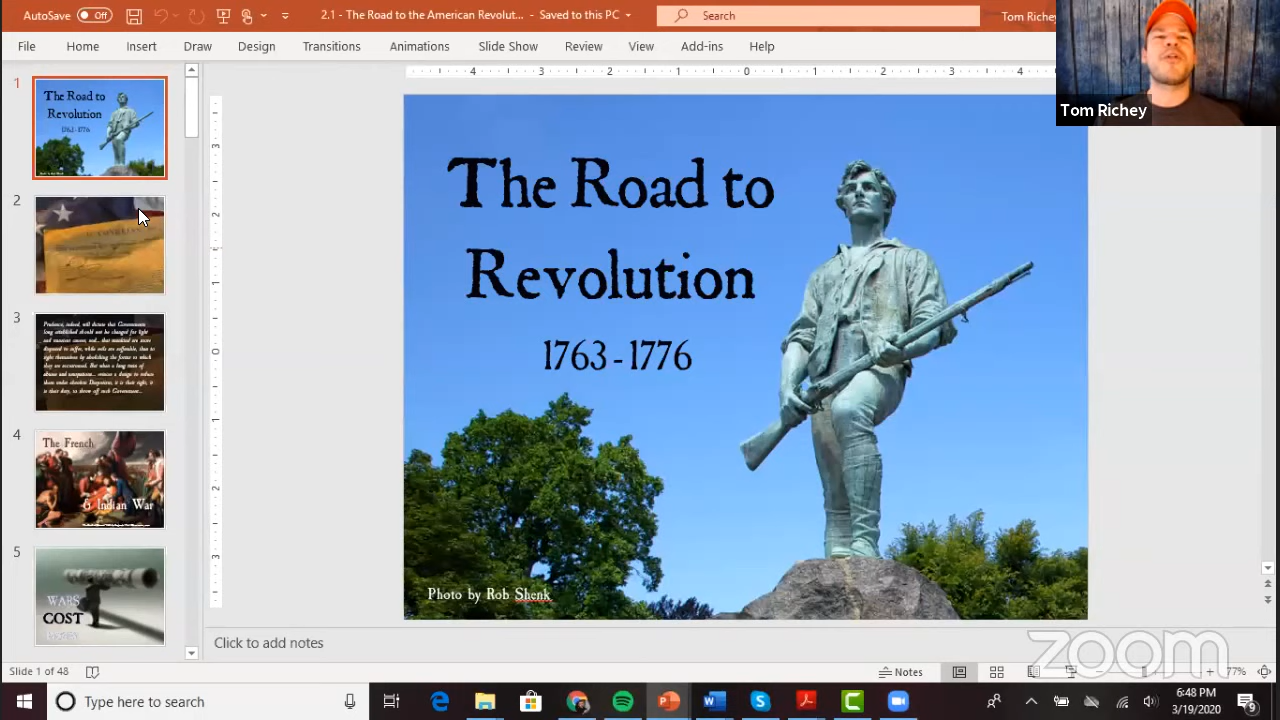 AutoSave Off
2.1 - The Road to the American Revolut... - Saved to this PC
Search
Tom Richey
File Home Insert Draw Design Transitions Animations Slide Show Review View Add-ins Help
Tom Richey
1
The Road to
Revolution
1763-1776
2
3
4
The French
& Indian War
5
WARS
COST
The Road to
Revolution
1763-1776
Photo by Rob Shenk
Click to add notes
zoom
Slide 1 of 48
Notes
77%
Type here to search
6:48 PM
3/19/2020
9